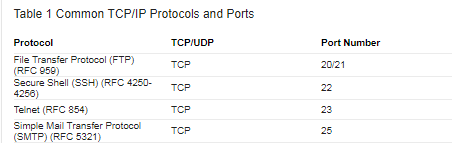 Table 1 Common TCP/IP Protocols and Ports
Protocol TCP/UDP Port Number
File Transfer Protocol (FTP)
(RFC 959) TCP 20/21
Secure Shell (SSH) (RFC 4250-
4256) TCP 22
Telnet (RFC 854) TCP 23
Simple Mail Transfer Protocol
(SMTP) (RFC 5321) TCP 25